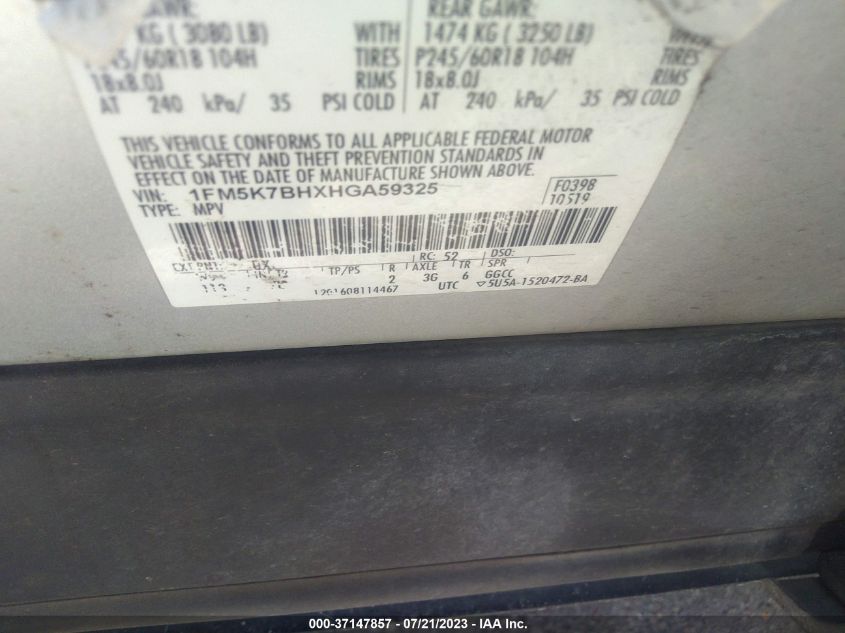 REAR GAWR:
KG ( 3080 LB) WITH 1474 KG ( 3250 LB)
/60R18 104H TIRES P245/60R18 104H TIRES
18x8.0J RIMS 18x8.0J RIMS
AT 240 kPa/ 35 PSI COLD AT 240 kPa/ 35 PSI COLD
THIS VEHICLE CONFORMS TO ALL APPLICABLE FEDERAL MOTOR
VEHICLE SAFETY AND THEFT PREVENTION STANDARDS IN
EFFECT ON THE DATE OF MANUFACTURE SHOWN ABOVE.
VIN: 1FM5K7BHXHGA59325 F0398
TYPE: MPV 10519
EXT PNT: UX RC: 52 DSO:
TP/PS R AXLE TR SPR
2 3G 6 GGCC
UTC ▽5U5A-1520472-BA
000-37147857 / 07/21/2023 - IAA Inc.